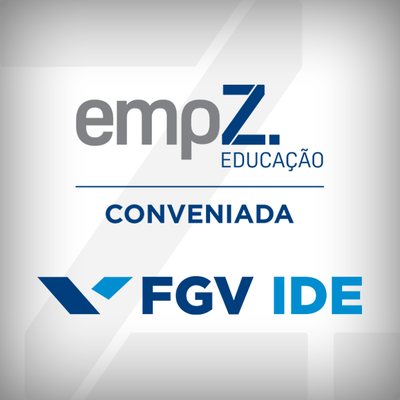 empZ.
EDUCAÇÃO
CONVENIADA
FGV IDE